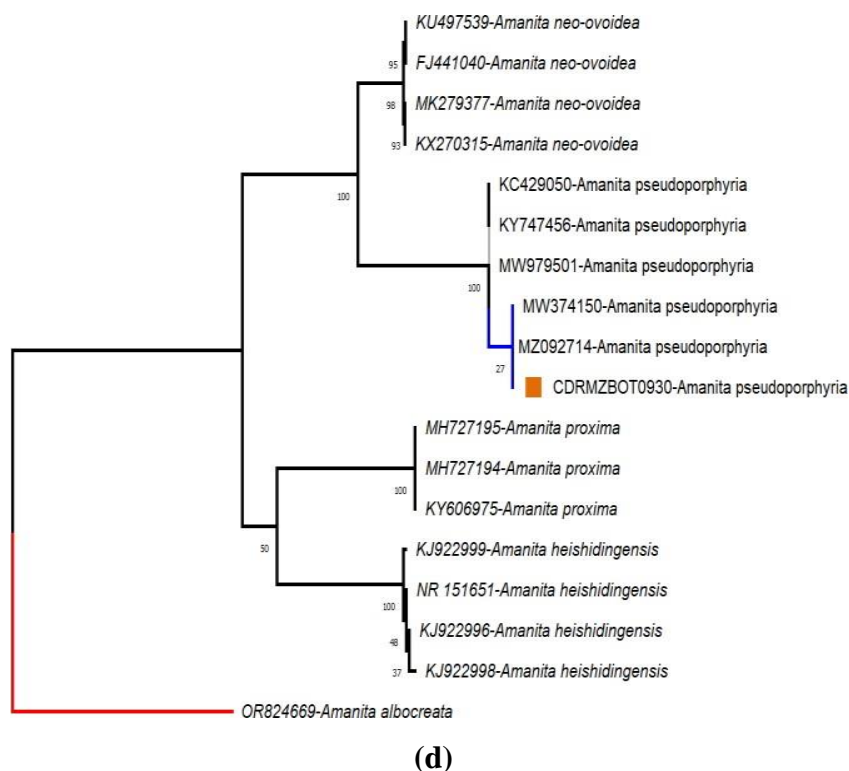 KU497539-Amanita neo-ovoidea
FJ441040-Amanita neo-ovoidea
95
MK279377-Amanita neo-ovoidea
98
KX270315-Amanita neo-ovoidea
93
KC429050-Amanita pseudoporphyria
100
KY747456-Amanita pseudoporphyria
MW979501-Amanita pseudoporphyria
100
MW374150-Amanita pseudoporphyria
MZ092714-Amanita pseudoporphyria
27
CDRMZBOT0930-Amanita pseudoporphyria
MH727195-Amanita proxima
MH727194-Amanita proxima
100
KY606975-Amanita proxima
50
KJ922999-Amanita heishidingensis
NR 151651-Amanita heishidingensis
100
KJ922996-Amanita heishidingensis
48
KJ922998-Amanita heishidingensis
37
OR824669-Amanita albocreata
(d)